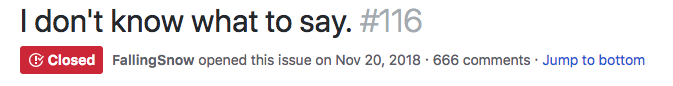 I don't know what to say. #116
Closed FallingSnow opened this issue on Nov 20, 2018 · 666 comments · Jump to bottom